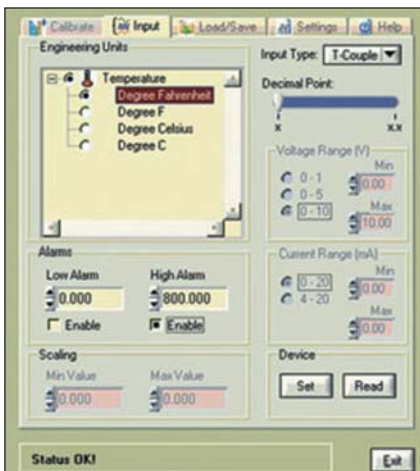 Calibrate Input Load/Save Settings Help
Engineering Units
Temperature
Degree Fahrenheit
Degree F
Degree Celsius
Degree C
Input Type: T-Couple
Decimal Point:
x x.x
Voltage Range (V)
0 - 1
0 - 5
0 - 10
Min
0.00
Max
10.00
Alarms
Low Alarm High Alarm
0.000 800.000
Enable Enable
Current Range (mA)
0 - 20
4 - 20
Min
0.00
Max
0.00
Scaling
Min Value Max Value
0.000 0.000
Device
Set Read
Status OK!
Exit